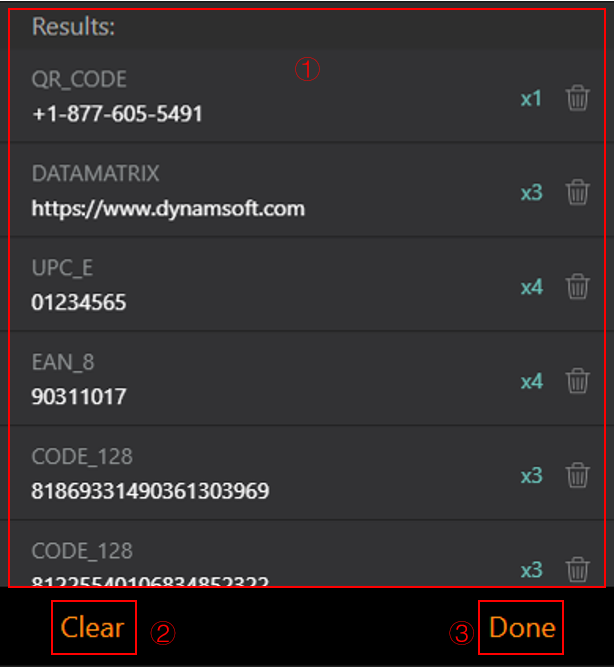 Results:
①
QR_CODE
+1-877-605-5491
x1
DATAMATRIX
https://www.dynamsoft.com
x3
UPC_E
01234565
x4
EAN_8
90311017
x4
CODE_128
81869331490361303969
x3
CODE_128
81225540106834852322
x3
Clear ② ③ Done